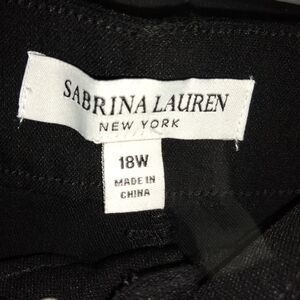 SABRINA LAUREN
NEW YORK
18W
MADE IN
CHINA